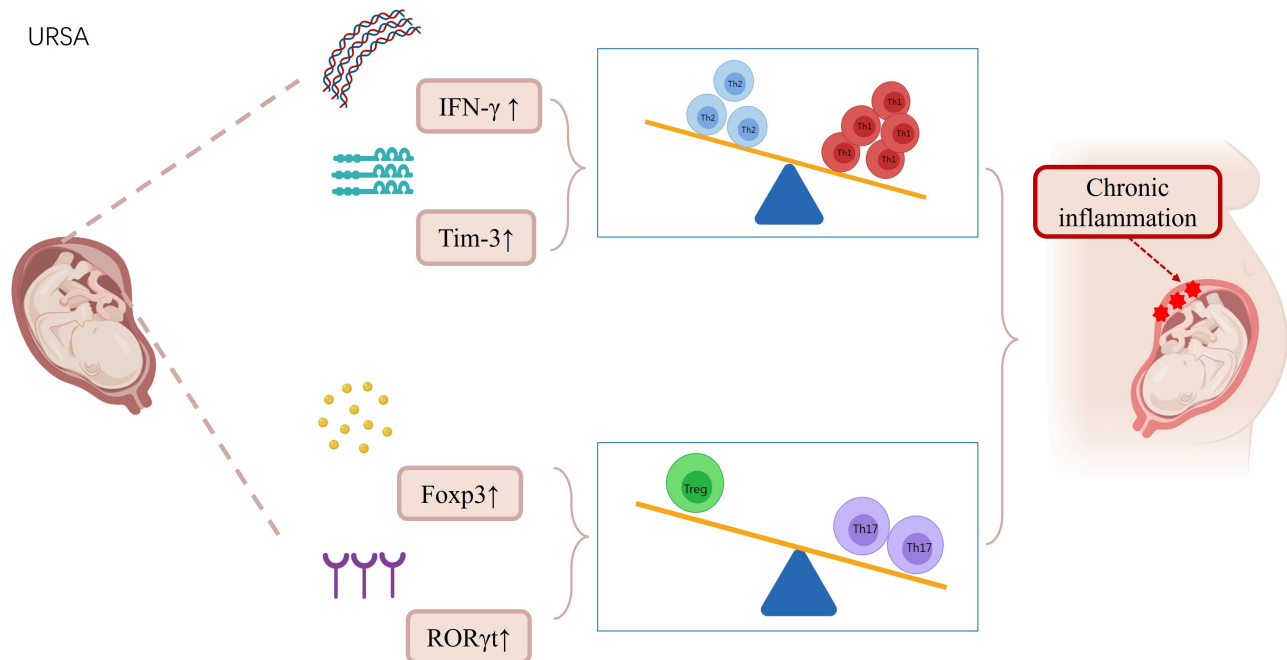 URSA
IFN-γ ↑
Tim-3↑
Th2
Th2
Th2
Th1
Th1
Th1
Th1
Th1
Chronic
inflammation
Foxp3↑
RORγt↑
Treg
Th17
Th17